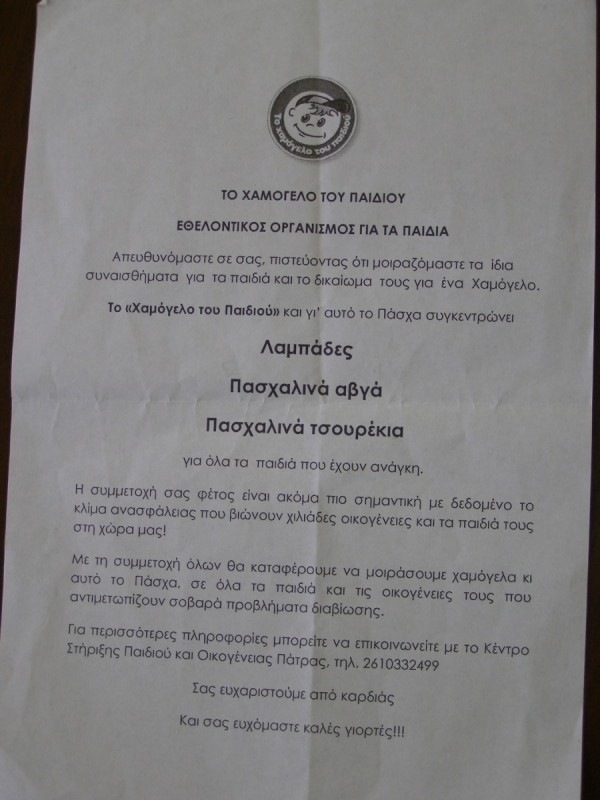 Το χαμόγελο του παιδιού
ΤΟ ΧΑΜΟΓΕΛΟ ΤΟΥ ΠΑΙΔΙΟΥ
ΕΘΕΛΟΝΤΙΚΟΣ ΟΡΓΑΝΙΣΜΟΣ ΓΙΑ ΤΑ ΠΑΙΔΙΑ
Απευθυνόμαστε σε σας, πιστεύοντας ότι μοιραζόμαστε τα ίδια
συναισθήματα για τα παιδιά και το δικαίωμα τους για ένα Χαμόγελο.
Το «Χαμόγελο του Παιδιού» και γι' αυτό το Πάσχα συγκεντρώνει
Λαμπάδες
Πασχαλινά αβγά
Πασχαλινά τσουρέκια
για όλα τα παιδιά που έχουν ανάγκη.
Η συμμετοχή σας φέτος είναι ακόμα πιο σημαντική με δεδομένο το
κλίμα ανασφάλειας που βιώνουν χιλιάδες οικογένειες και τα παιδιά τους
στη χώρα μας!
Με τη συμμετοχή όλων θα καταφέρουμε να μοιράσουμε χαμόγελα κι
αυτό το Πάσχα, σε όλα τα παιδιά και τις οικογένειες τους που
αντιμετωπίζουν σοβαρά προβλήματα διαβίωσης.
Για περισσότερες πληροφορίες μπορείτε να επικοινωνείτε με το Κέντρο
Στήριξης Παιδιού και Οικογένειας Πάτρας, τηλ. 2610332499
Σας ευχαριστούμε από καρδιάς
Και σας ευχόμαστε καλές γιορτές!!!